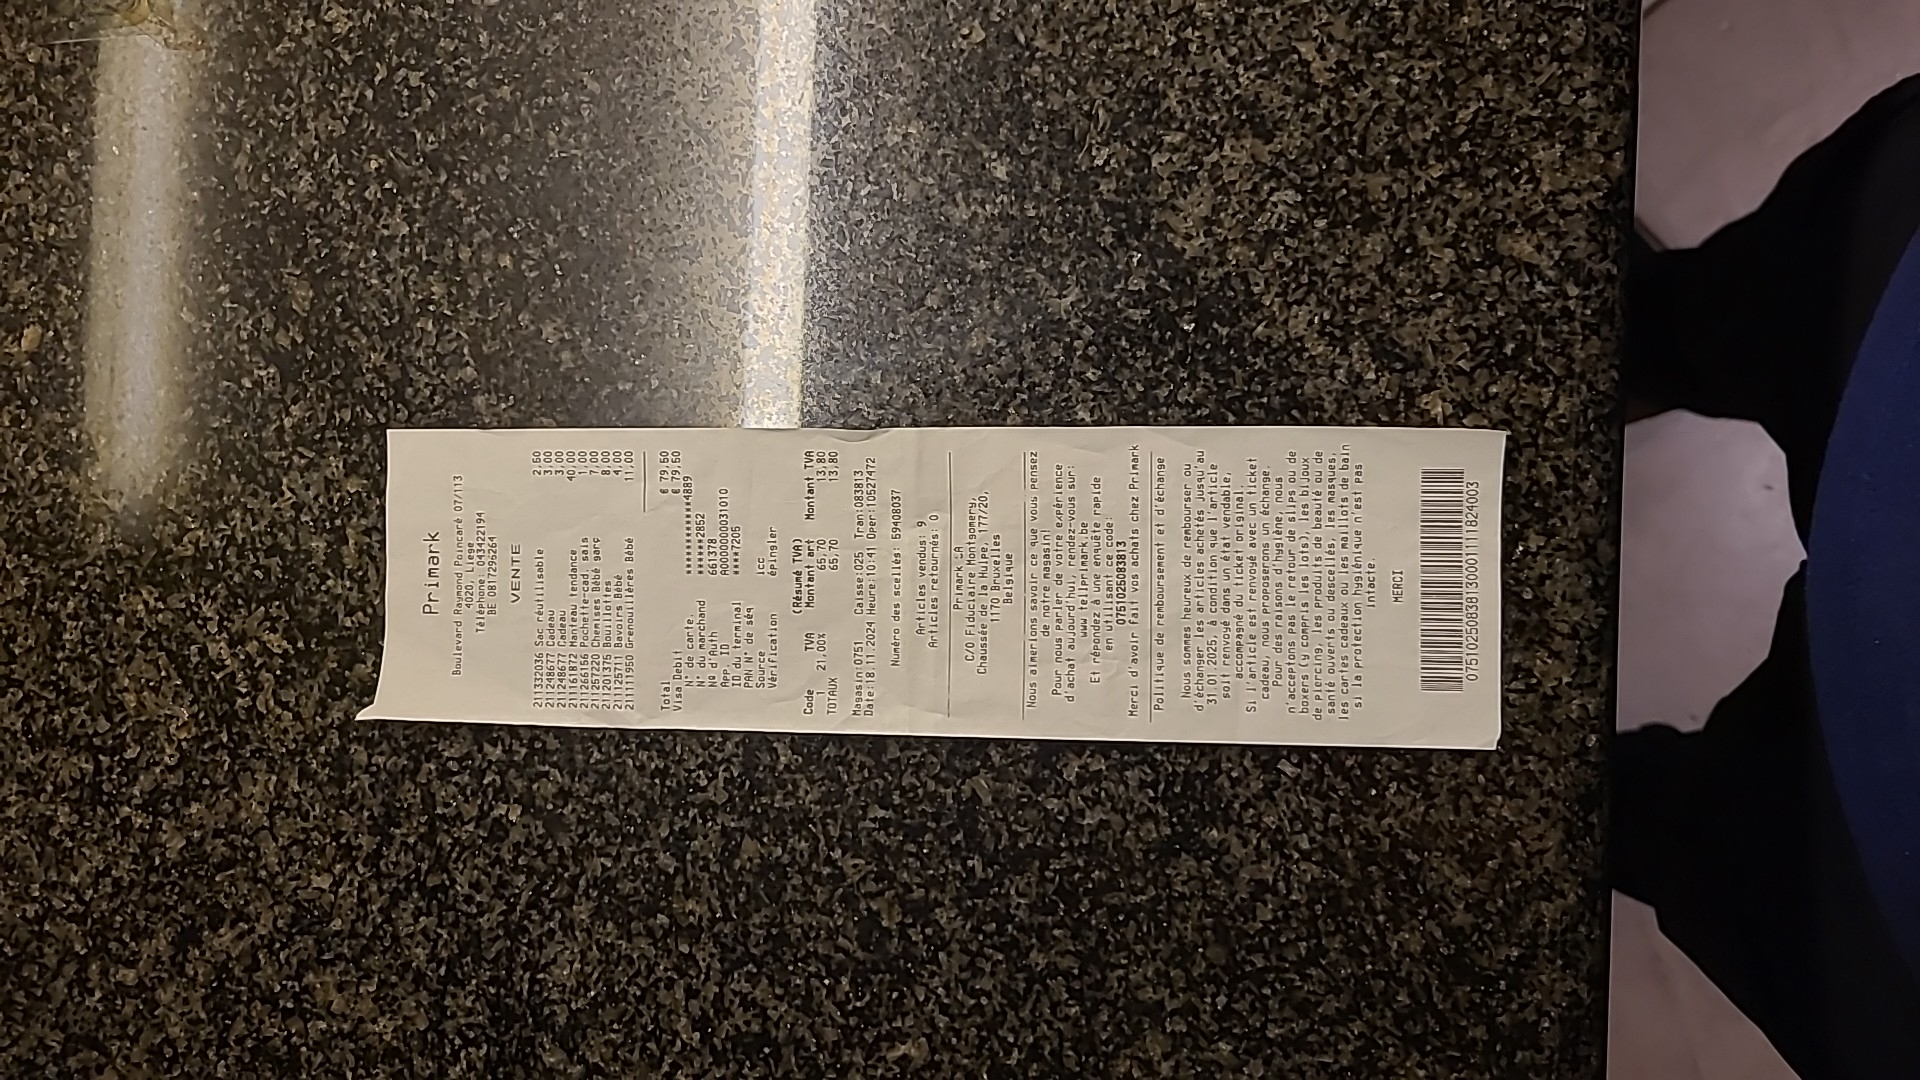 Primark
Boulevard Raymond Poincaré 07/113
4020, Liege
Téléphone: 043422194
BE 0817296264
VENTE
211332036 Sac réutilisable 2,50
211248677 Cadeau 3,00
211248677 Cadeau 3,00
211161872 Manteau tendance 40,00
211266156 Pochette-cad. sais 1,00
211257220 Chemises Bébé garç 7,00
211201375 Bouillottes 8,00
211125711 Bavoirs Bébé 4,00
211111950 Grenouillères Bébé 11,00
Total € 79,50
Visa Debit € 79,50
N° de carte. ************4889
N° du marchand *****2852
Nº d'Auth 661378
App ID A0000000031010
ID du terminal ****7205
PAN N° de séq
Source icc
Vérification épingler
(Résumé TVA)
Code TVA Montant art Montant TVA
1 21,00% 65,70 13,80
TOTAUX 65,70 13,80
Magasin:0751 Caisse:025 Tran:083813
Date:18.11.2024 Heure:10:41 Oper:10527472
Numéro des scellés: 59408037
Articles vendus: 9
Articles retournés: 0
Primark SA
C/O Fiduciaire Montgomery,
Chaussée de la Hulpe, 177/20,
1170 Bruxelles
Belgique
Nous aimerions savoir ce que vous pensez
de notre magasin!
Pour nous parler de votre expérience
d'achat aujourd'hui, rendez-vous sur:
www.tellprimark.be
Et répondez à une enquête rapide
en utilisant ce code:
0751025083813
Merci d'avoir fait vos achats chez Primark
Politique de remboursement et d'échange
Nous sommes heureux de rembourser ou
d'échanger les articles achetés jusqu'au
31.01.2025, à condition que l'article
soit renvoyé dans un état vendable,
accompagné du ticket original.
Si l'article est renvoyé avec un ticket
cadeau, nous proposerons un échange.
Pour des raisons d'hygiène, nous
n'acceptons pas le retour de slips ou de
boxers (y compris les lots), les bijoux
de piercing, les produits de beauté ou de
santé ouverts ou descellés, les masques,
les cartes cadeaux ou les maillots de bain
si la protection hygiénique n'est pas
intacte.
MERCI